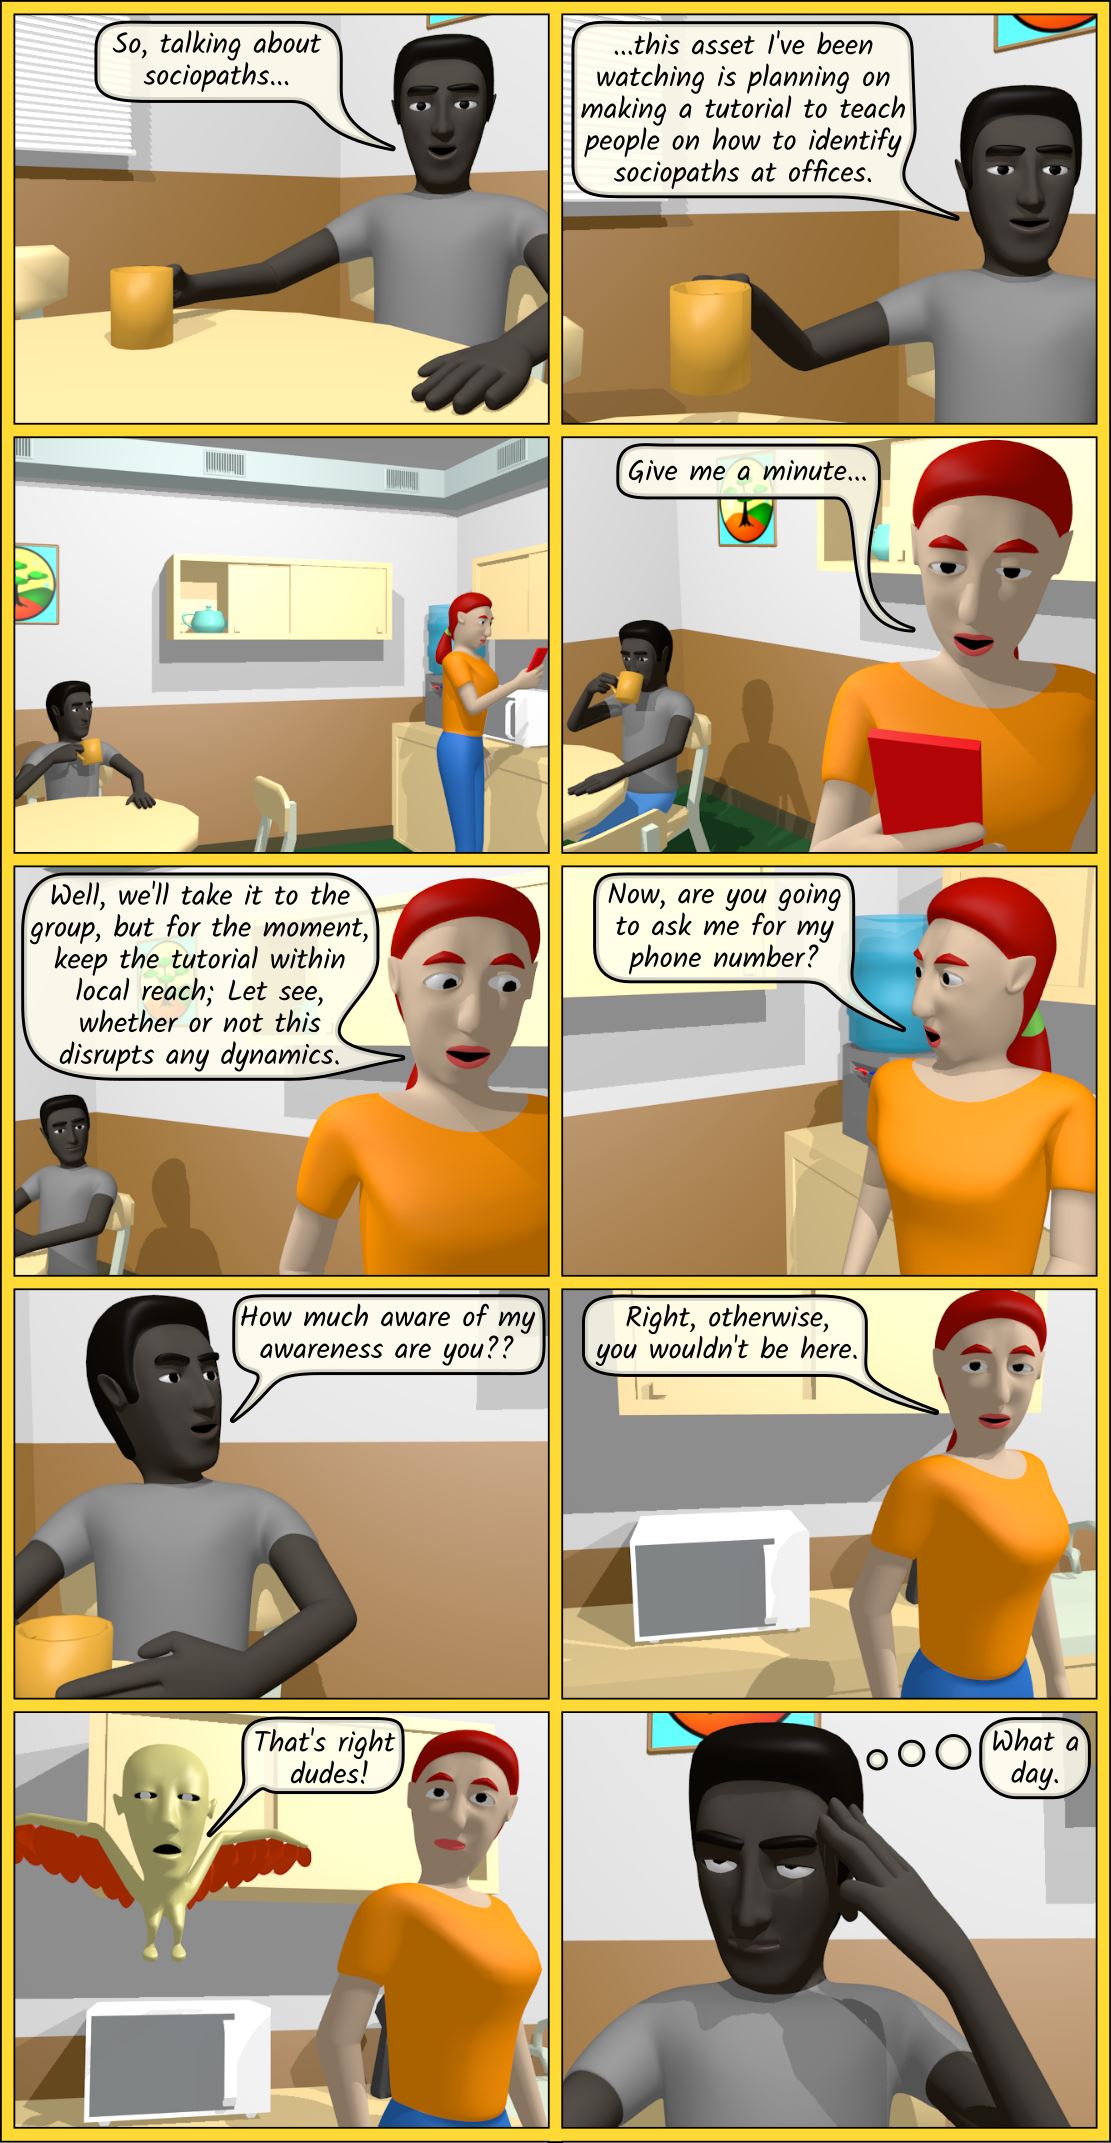 So, talking about
sociopaths...
...this asset I've been
watching is planning on
making a tutorial to teach
people on how to identify
sociopaths at offices.
Give me a minute...
Well, we'll take it to the
group, but for the moment,
keep the tutorial within
local reach; Let see,
whether or not this
disrupts any dynamics.
Now, are you going
to ask me for my
phone number?
How much aware of my
awareness are you??
Right, otherwise,
you wouldn't be here.
That's right
dudes!
What a
day.